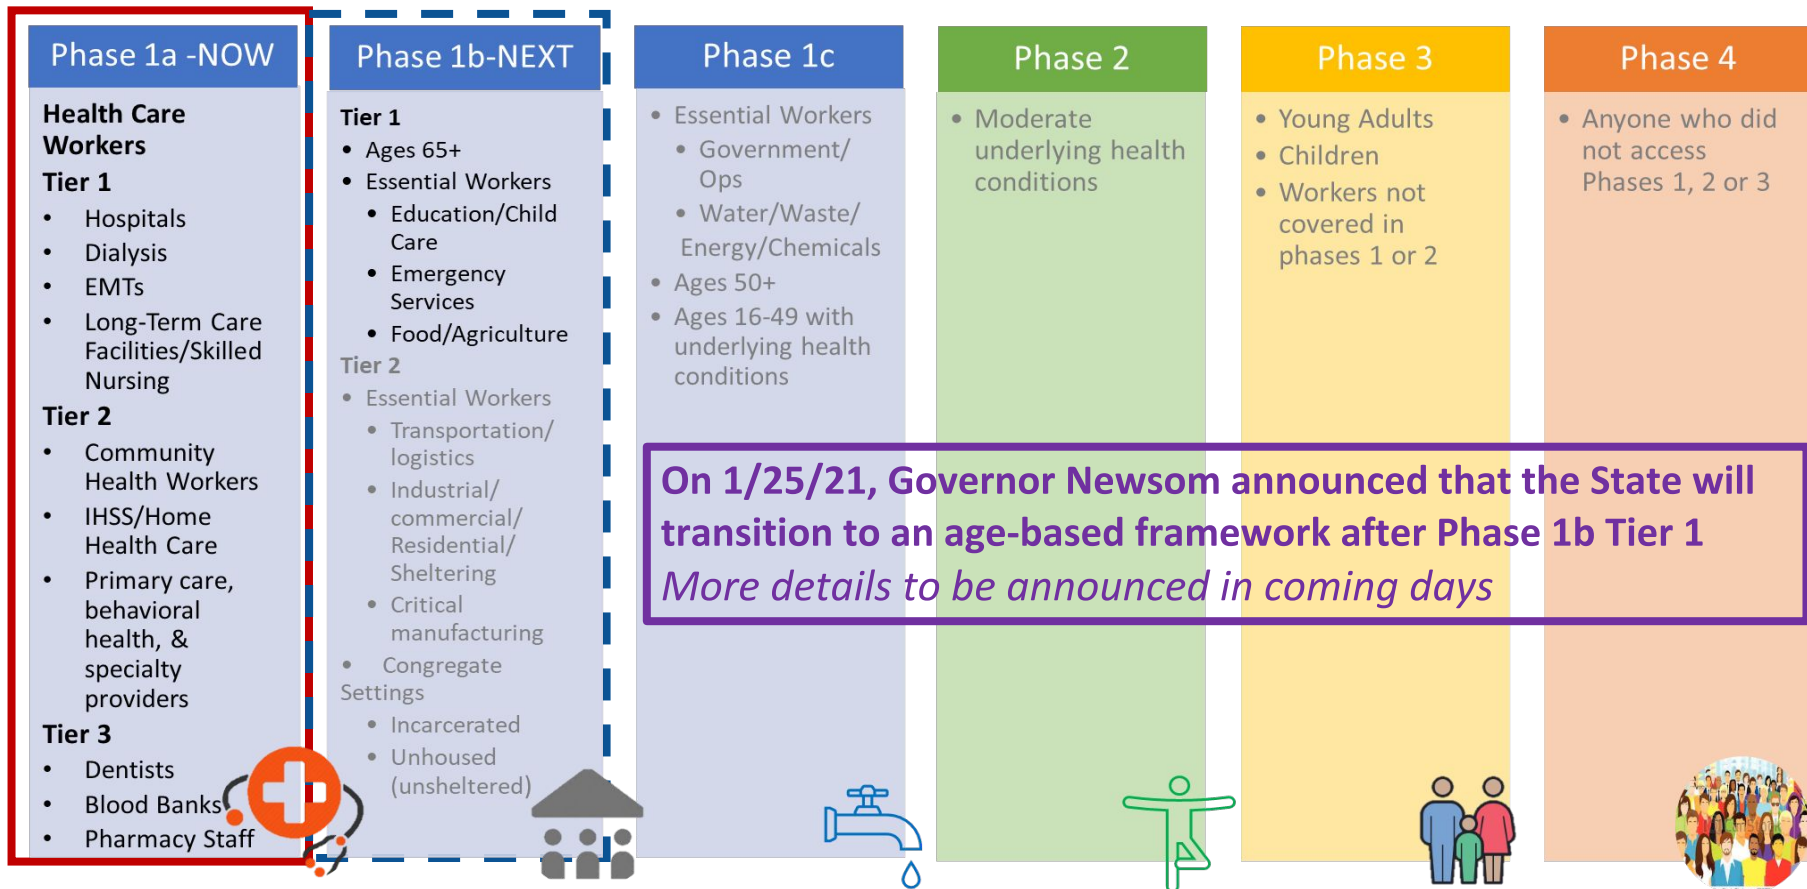 Phase 1a -NOW
Health Care
Workers
Tier 1
• Hospitals
• Dialysis
• EMTs
• Long-Term Care
Facilities/Skilled
Nursing
Tier 2
• Community
Health Workers
• IHSS/Home
Health Care
• Primary care,
behavioral
health, &
specialty
providers
Tier 3
• Dentists
• Blood Banks
• Pharmacy Staff
Phase 1b-NEXT
Tier 1
• Ages 65+
• Essential Workers
• Education/Child
Care
• Emergency
Services
• Food/Agriculture
Tier 2
• Essential Workers
• Transportation/
logistics
• Industrial/
commercial/
Residential/
Sheltering
• Critical
manufacturing
• Congregate
Settings
• Incarcerated
• Unhoused
(unsheltered)
Phase 1c
• Essential Workers
• Government/
Ops
• Water/Waste/
Energy/Chemicals
• Ages 50+
• Ages 16-49 with
underlying health
conditions
Phase 2
• Moderate
underlying health
conditions
Phase 3
• Young Adults
• Children
• Workers not
covered in
phases 1 or 2
Phase 4
• Anyone who did
not access
Phases 1, 2 or 3
On 1/25/21, Governor Newsom announced that the State will
transition to an age-based framework after Phase 1b Tier 1
More details to be announced in coming days